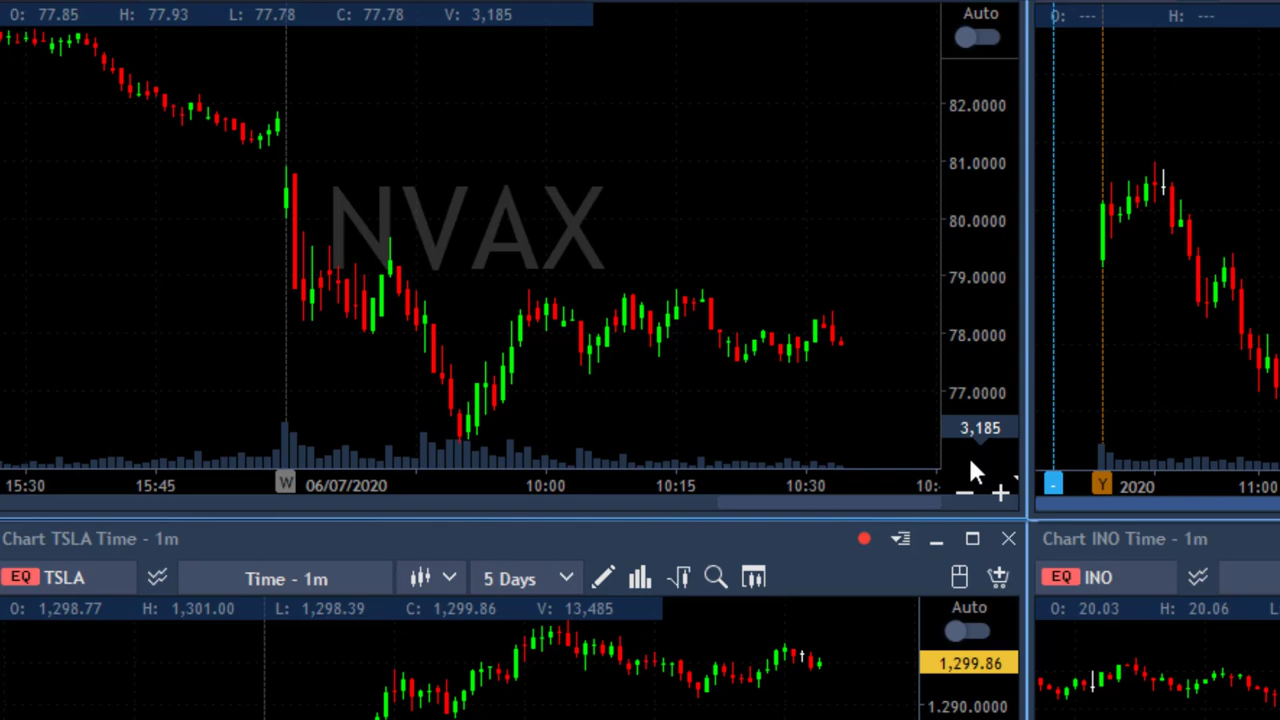 O: 77.85 H: 77.93 L: 77.78 C: 77.78 V: 3,185
Auto
O: --- H: ---
82.0000
81.0000
NVAX
80.0000
79.0000
78.0000
77.0000
3,185
15:30 15:45 W 06/07/2020 10:00 10:15 10:30 10:
- Y 2020 11:00
Chart TSLA Time - 1m
Chart INO Time - 1m
EQ TSLA Time - 1m 5 Days
EQ INO
O: 1,298.77 H: 1,301.00 L: 1,298.39 C: 1,299.86 V: 13,485
Auto
O: 20.03 H: 20.06 L
1,299.86
1,290.0000